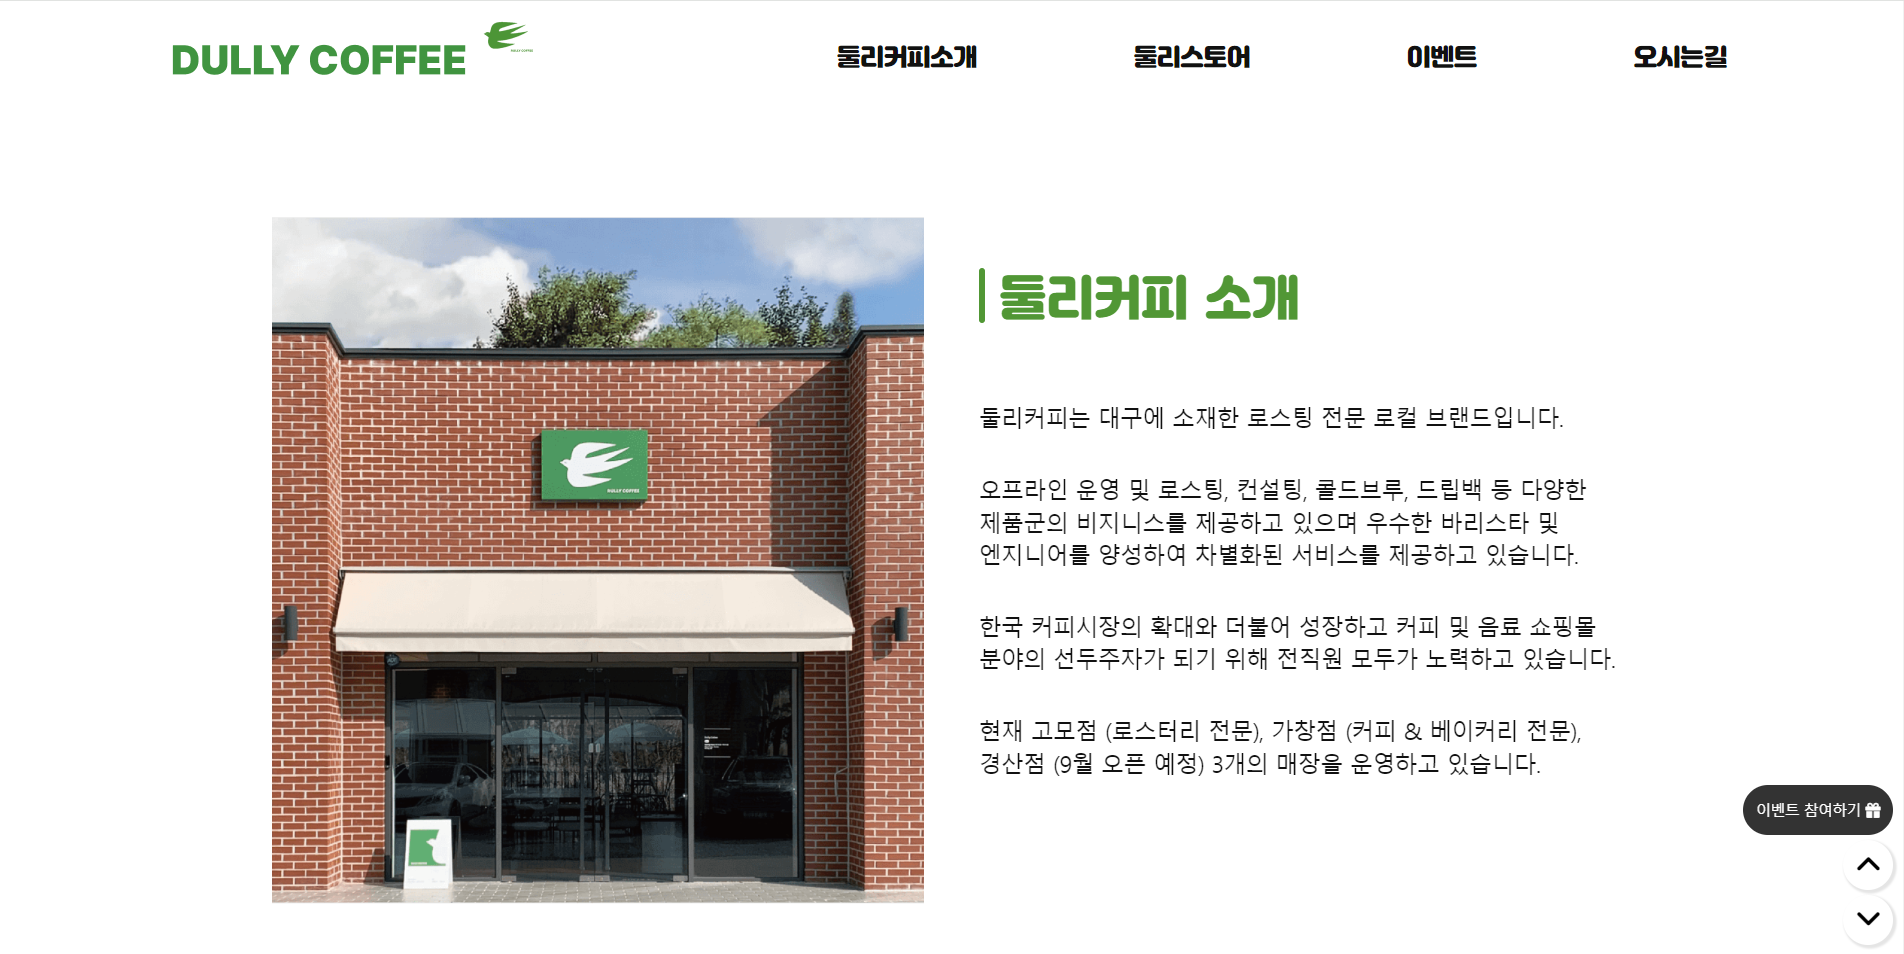 DULLY COFFEE
DULLY COFFEE
둘리커피소개
둘리스토어
이벤트
오시는길
DULLY COFFEE
둘리커피 소개
둘리커피는 대구에 소재한 로스팅 전문 로컬 브랜드입니다.
오프라인 운영 및 로스팅, 컨설팅, 콜드브루, 드립백 등 다양한
제품군의 비지니스를 제공하고 있으며 우수한 바리스타 및
엔지니어를 양성하여 차별화된 서비스를 제공하고 있습니다.
한국 커피시장의 확대와 더불어 성장하고 커피 및 음료 쇼핑몰
분야의 선두주자가 되기 위해 전직원 모두가 노력하고 있습니다.
현재 고모점 (로스터리 전문), 가창점 (커피 & 베이커리 전문),
경산점 (9월 오픈 예정) 3개의 매장을 운영하고 있습니다.
이벤트 참여하기